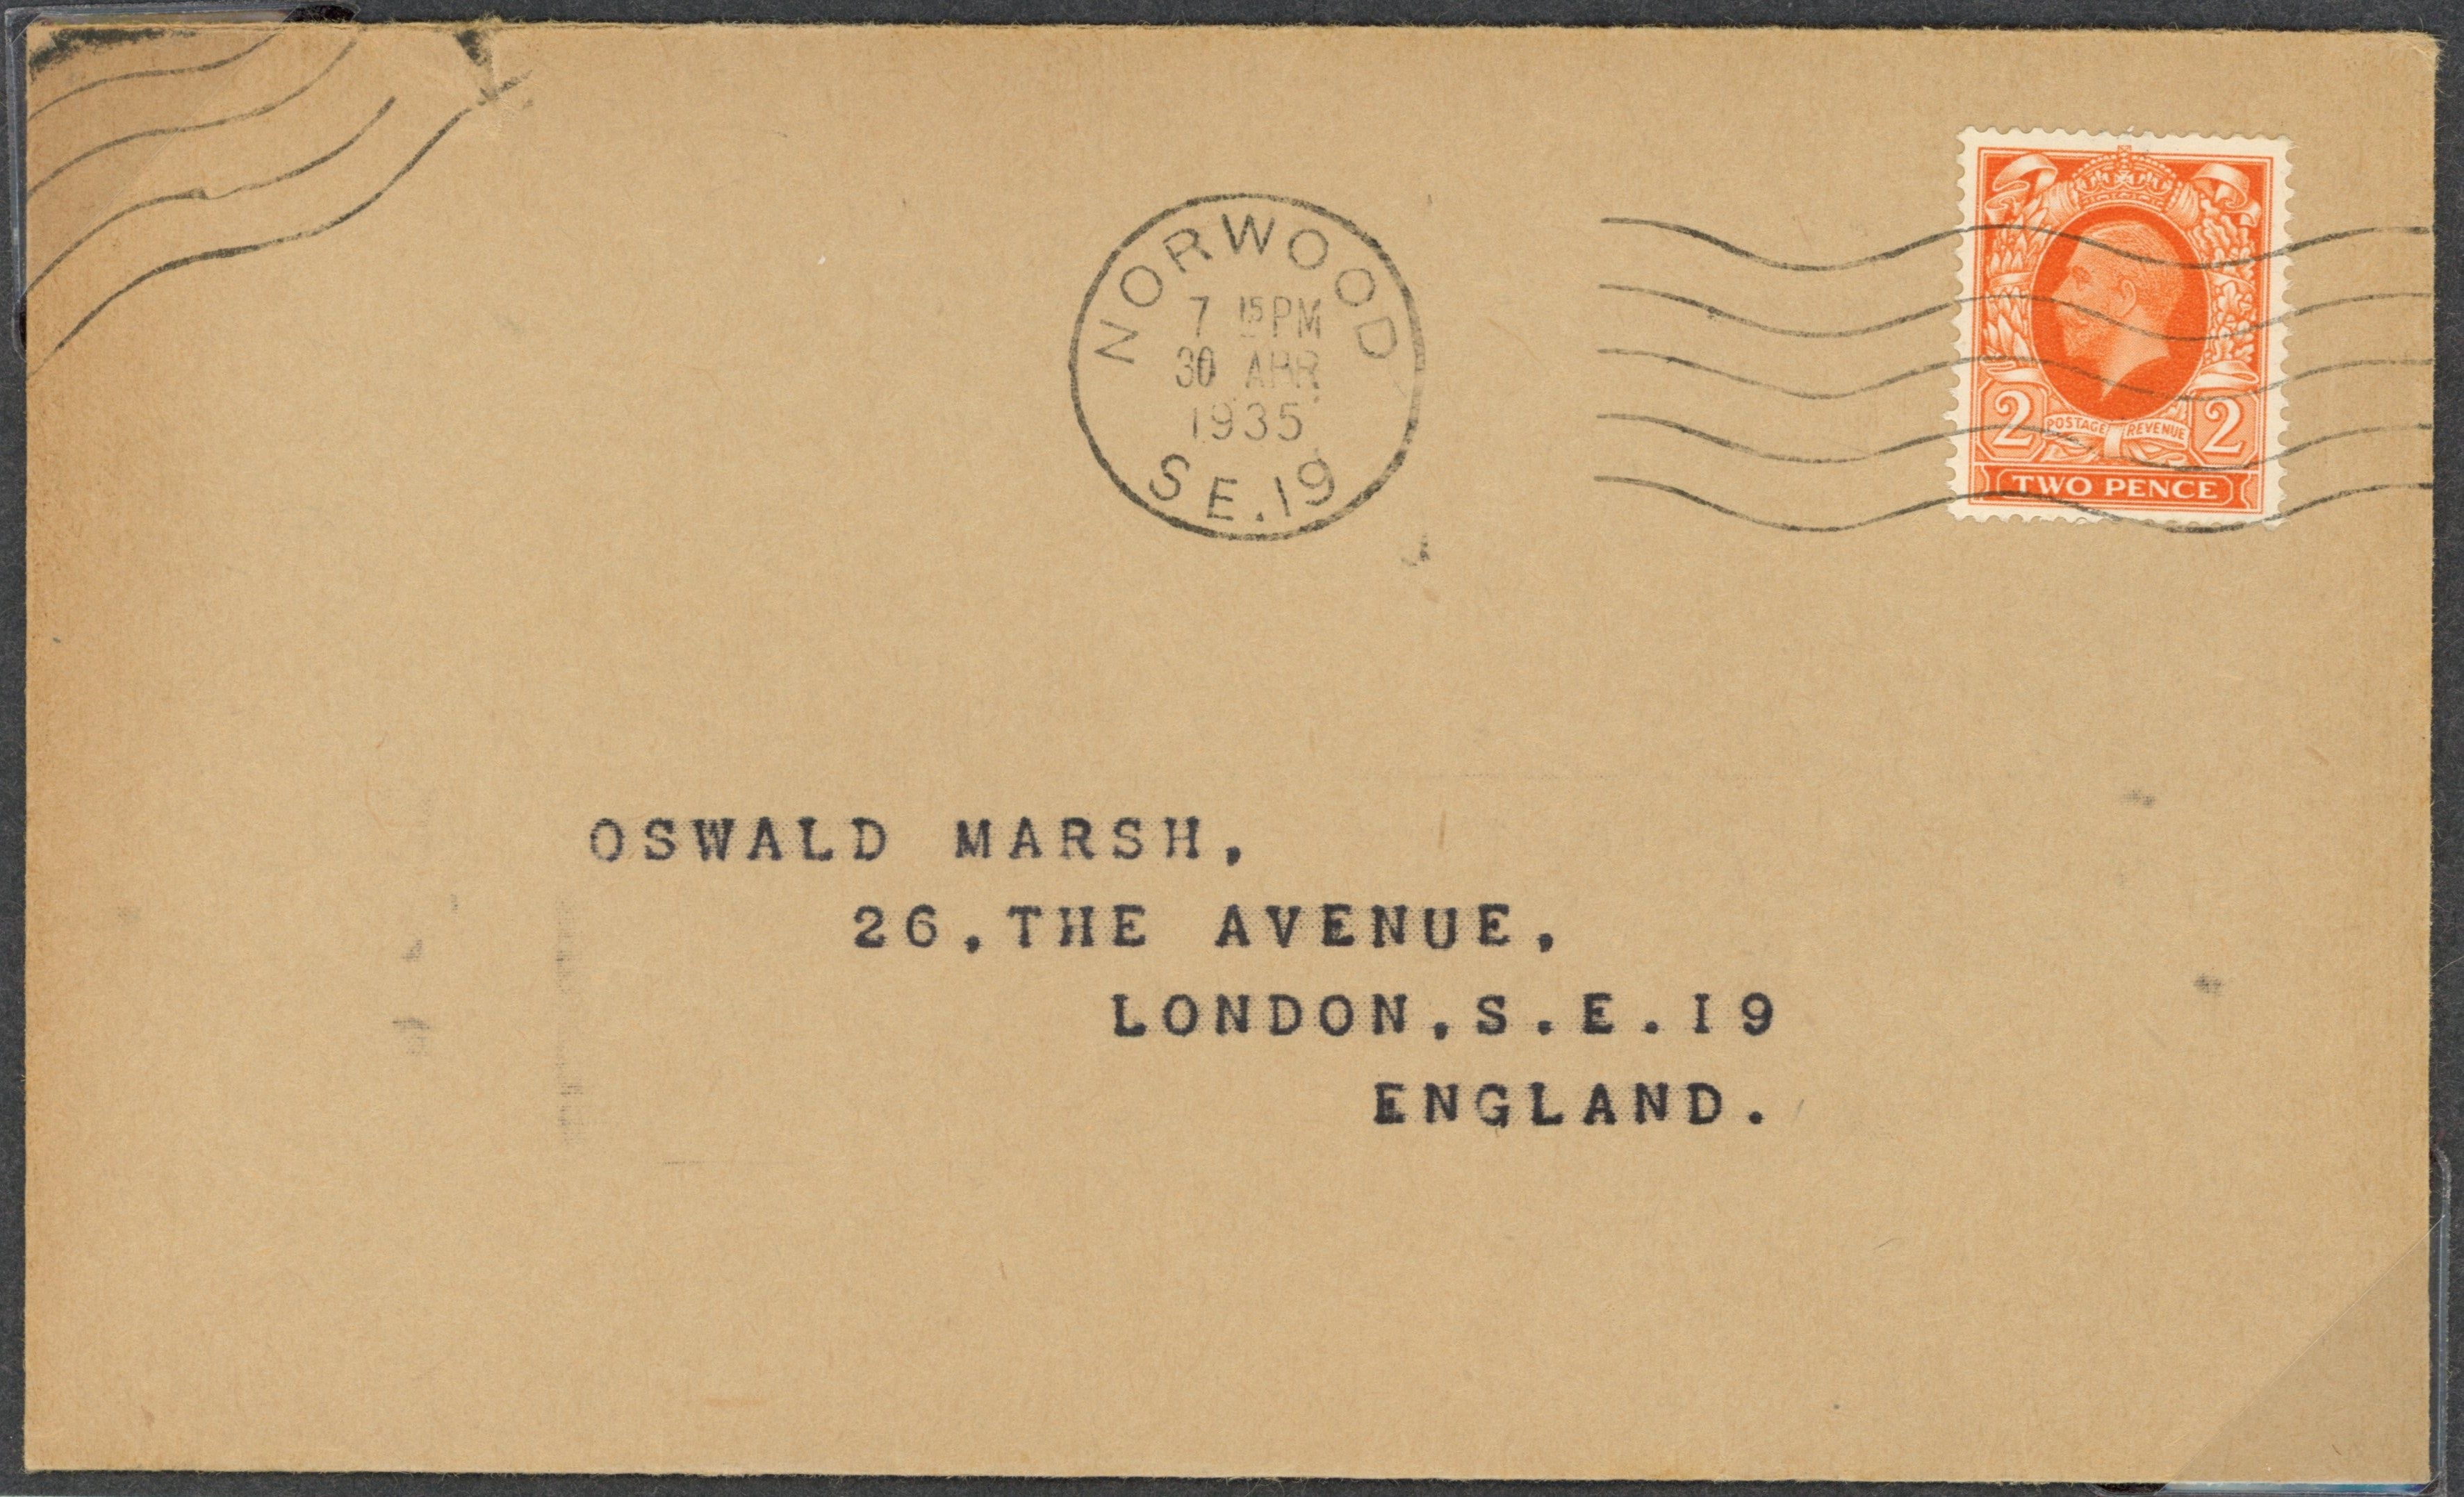 NORWOOD
7 15 PM
30 APR
1935
S.E.19
2 POSTAGE REVENUE 2
TWO PENCE
OSWALD MARSH,
26,THE AVENUE,
LONDON,S.E.I9
ENGLAND.